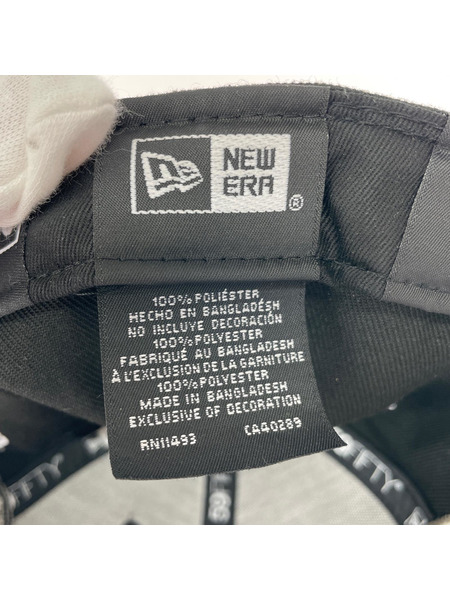 NEW
ERA
®
100% POLIÉSTER
HECHO EN BANGLADÉSH
NO INCLUYE DECORACIÓN
100% POLYESTER
FABRIQUÉ AU BANGLADESH
À L'EXCLUSION DE LA GARNITURE
100% POLYESTER
MADE IN BANGLADESH
EXCLUSIVE OF DECORATION
RN11493 CA40289